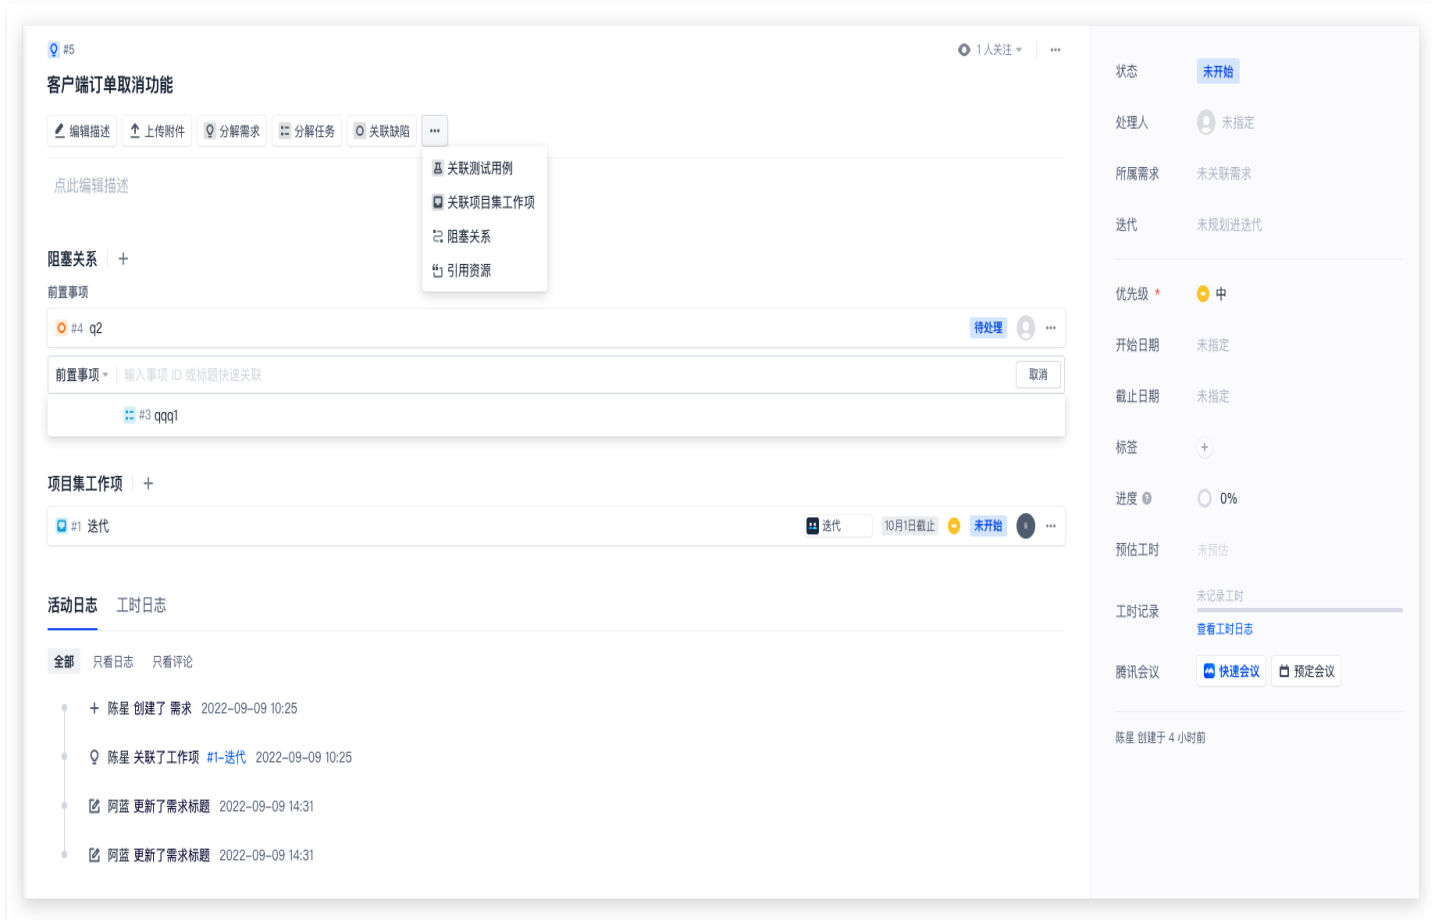 #5
1 人关注
客户端订单取消功能
编辑描述 上传附件 分解需求 分解任务 关联缺陷
关联测试用例
关联项目集工作项
阻塞关系
引用资源
点此编辑描述
阻塞关系 +
前置事项
#4 q2 待处理
前置事项 输入事项 ID 或标题快速关联 取消
#3 qqq1
项目集工作项 +
#1 迭代 迭代 10月1日截止 未开始
活动日志 工时日志
全部 只看日志 只看评论
陈星 创建了 需求 2022-09-09 10:25
陈星 关联了工作项 #1-迭代 2022-09-09 10:25
阿蓝 更新了需求标题 2022-09-09 14:31
阿蓝 更新了需求标题 2022-09-09 14:31
状态 未开始
处理人 未指定
所属需求 未关联需求
迭代 未规划进迭代
优先级 * 中
开始日期 未指定
截止日期 未指定
标签 +
进度 0%
预估工时 未预估
工时记录 未记录工时
查看工时日志
腾讯会议 快速会议 预定会议
陈星 创建于 4 小时前